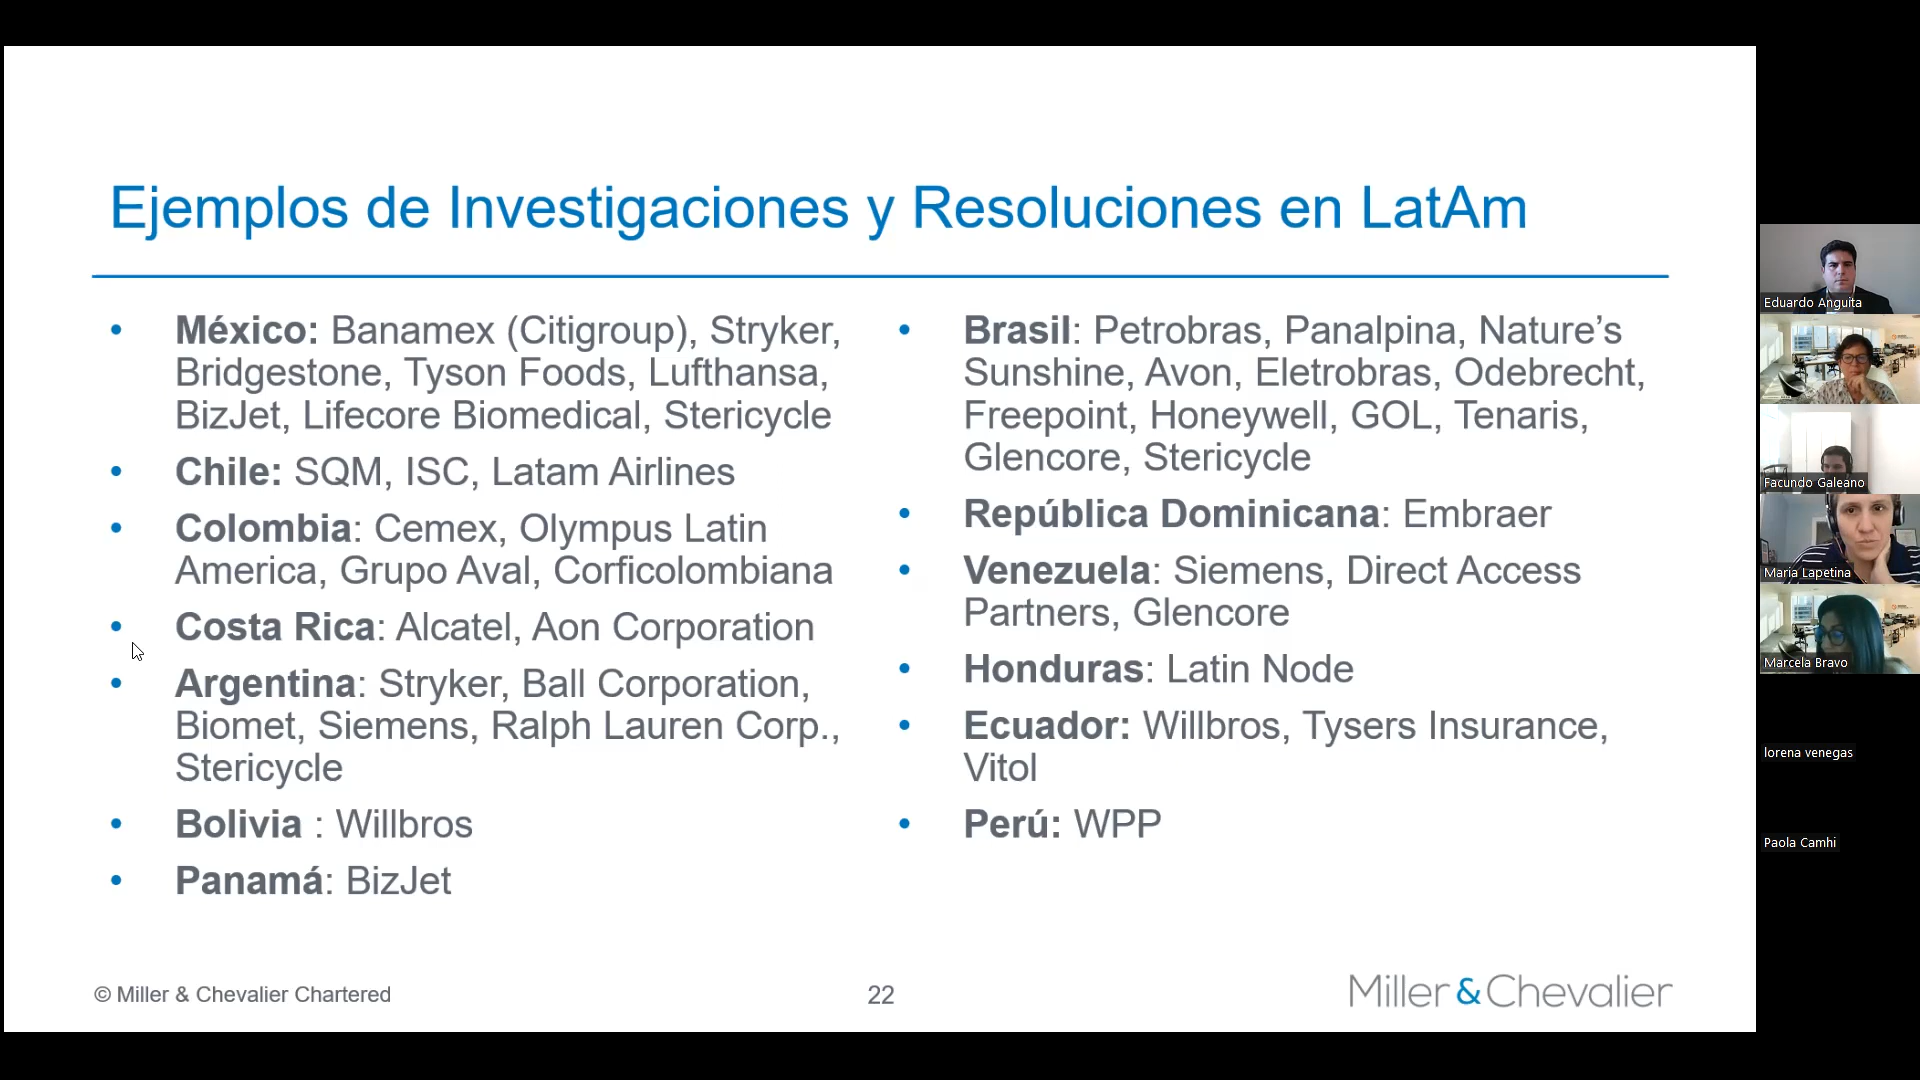 Ejemplos de Investigaciones y Resoluciones en LatAm
• México: Banamex (Citigroup), Stryker,
Bridgestone, Tyson Foods, Lufthansa,
BizJet, Lifecore Biomedical, Stericycle
• Chile: SQM, ISC, Latam Airlines
• Colombia: Cemex, Olympus Latin
America, Grupo Aval, Corficolombiana
• Costa Rica: Alcatel, Aon Corporation
• Argentina: Stryker, Ball Corporation,
Biomet, Siemens, Ralph Lauren Corp.,
Stericycle
• Bolivia : Willbros
• Panamá: BizJet
• Brasil: Petrobras, Panalpina, Nature’s
Sunshine, Avon, Eletrobras, Odebrecht,
Freepoint, Honeywell, GOL, Tenaris,
Glencore, Stericycle
• República Dominicana: Embraer
• Venezuela: Siemens, Direct Access
Partners, Glencore
• Honduras: Latin Node
• Ecuador: Willbros, Tysers Insurance,
Vitol
• Perú: WPP
© Miller & Chevalier Chartered
22
Miller & Chevalier
Eduardo Anguita
Facundo Galeano
Maria Lapetina
Marcela Bravo
lorena venegas
Paola Camhi